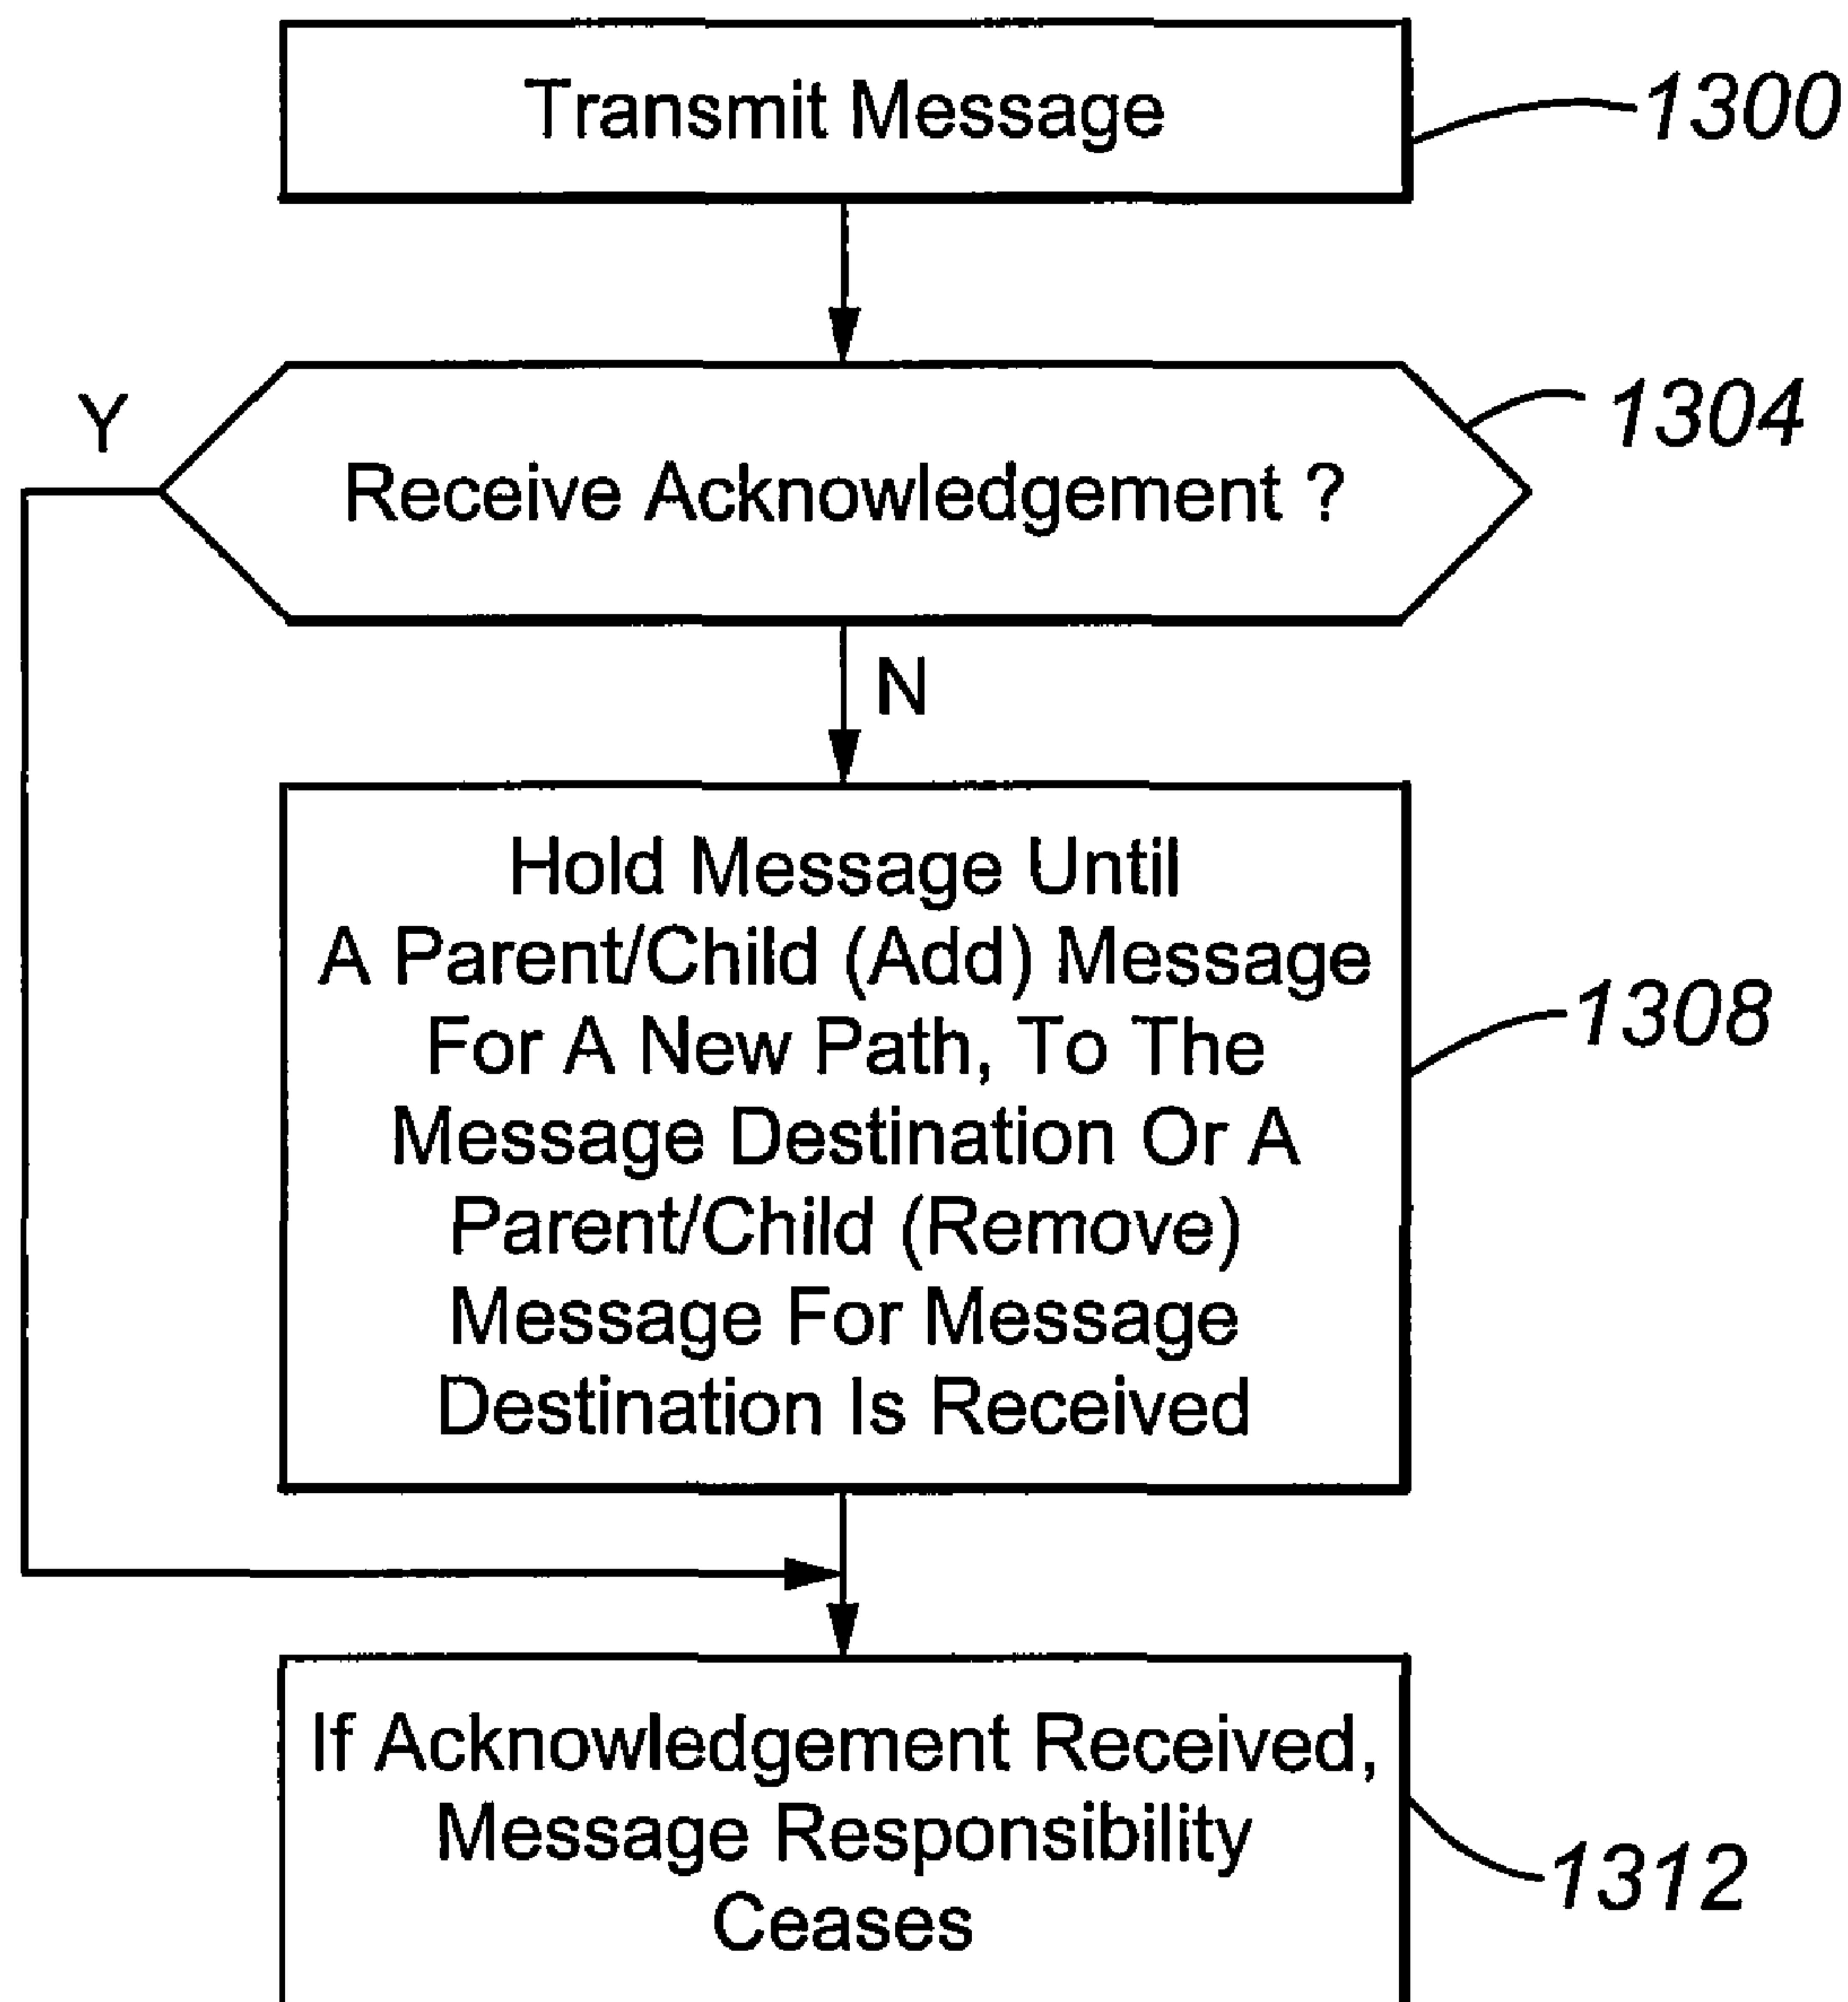 Transmit Message
1300
Y
Receive Acknowledgement ?
1304
N
Hold Message Until
A Parent/Child (Add) Message
For A New Path, To The
Message Destination Or A
Parent/Child (Remove)
Message For Message
Destination Is Received
1308
If Acknowledgement Received,
Message Responsibility
Ceases
1312